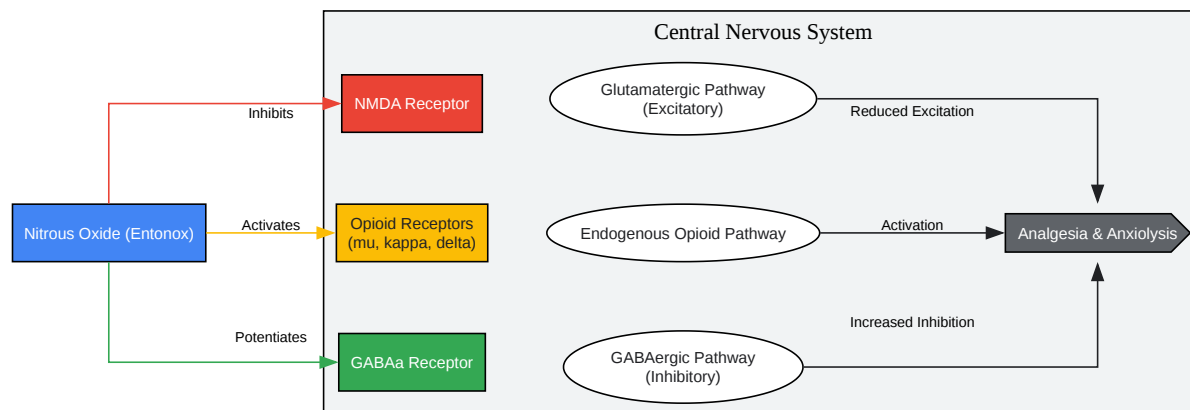 Central Nervous System
NMDA Receptor
Glutamatergic Pathway
(Excitatory)
Inhibits
Reduced Excitation
Nitrous Oxide (Entonox)
Activates
Opioid Receptors
(mu, kappa, delta)
Endogenous Opioid Pathway
Activation
Analgesia & Anxiolysis
Potentiates
Increased Inhibition
GABAa Receptor
GABAergic Pathway
(Inhibitory)